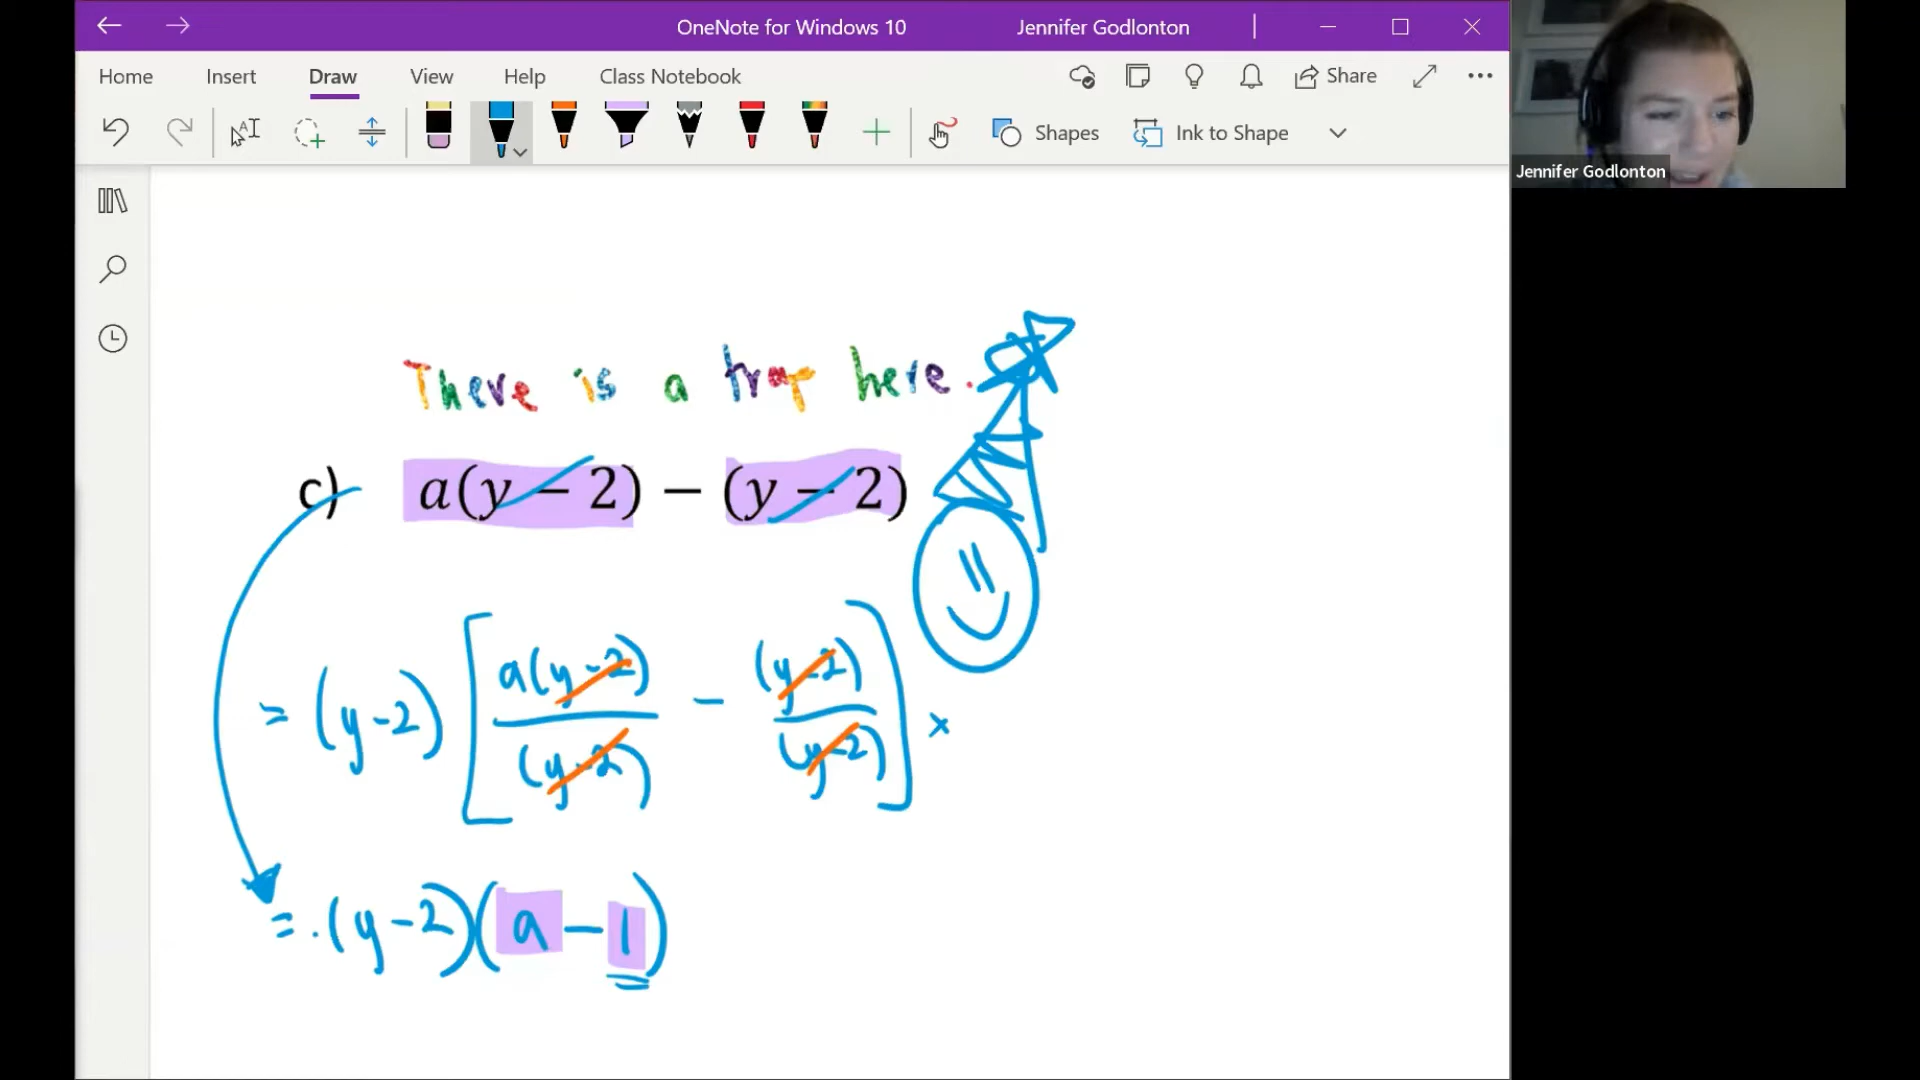 OneNote for Windows 10
Jennifer Godlonton
Home Insert Draw View Help Class Notebook
Share
Shapes
Ink to Shape
Jennifer Godlonton
There is a trap here.
c) a(y − 2) − (y − 2)
= (y-2) [ a(y-2)/(y-2) - (y-2)/(y-2) ] ×
= .(y-2)(a-1)